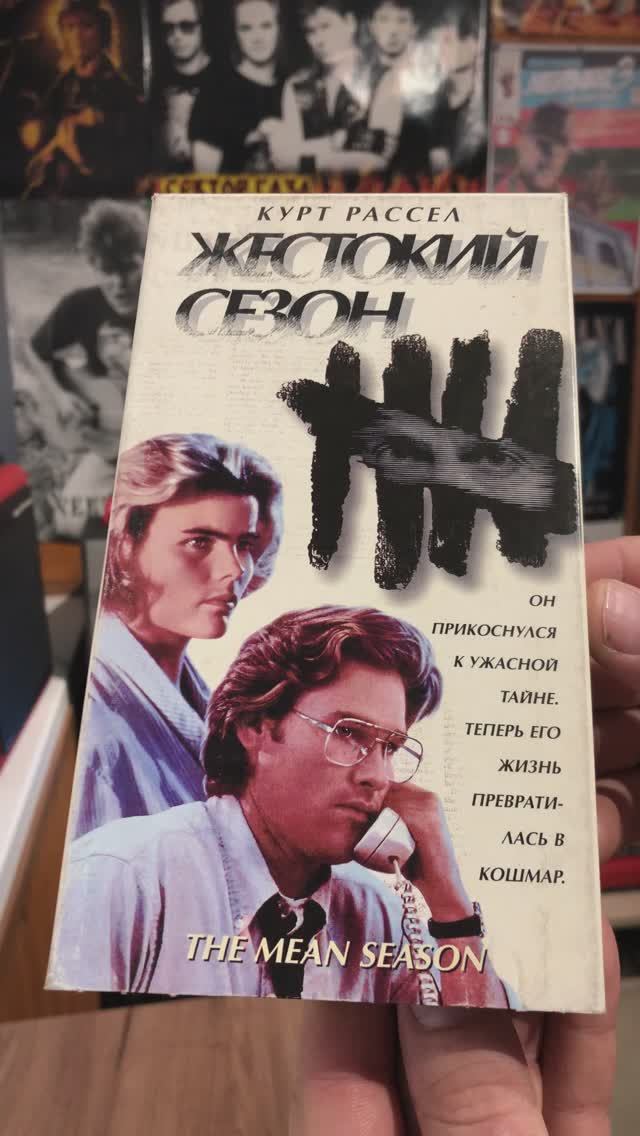 КУРТ РАССЕЛ
ЖЕСТОКИЙ
СЕЗОН
ОН
ПРИКОСНУЛСЯ
К УЖАСНОЙ
ТАЙНЕ.
ТЕПЕРЬ ЕГО
ЖИЗНЬ
ПРЕВРАТИ-
ЛАСЬ В
КОШМАР.
THE MEAN SEASON